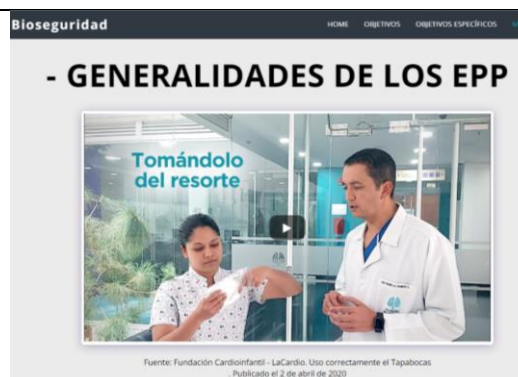 Bioseguridad
HOME OBJETIVOS OBJETIVOS ESPECÍFICOS
- GENERALIDADES DE LOS EPP
Tomándolo
del resorte
Fuente: Fundación Cardioinfantil - LaCardio. Uso correctamente el Tapabocas
. Publicado el 2 de abril de 2020